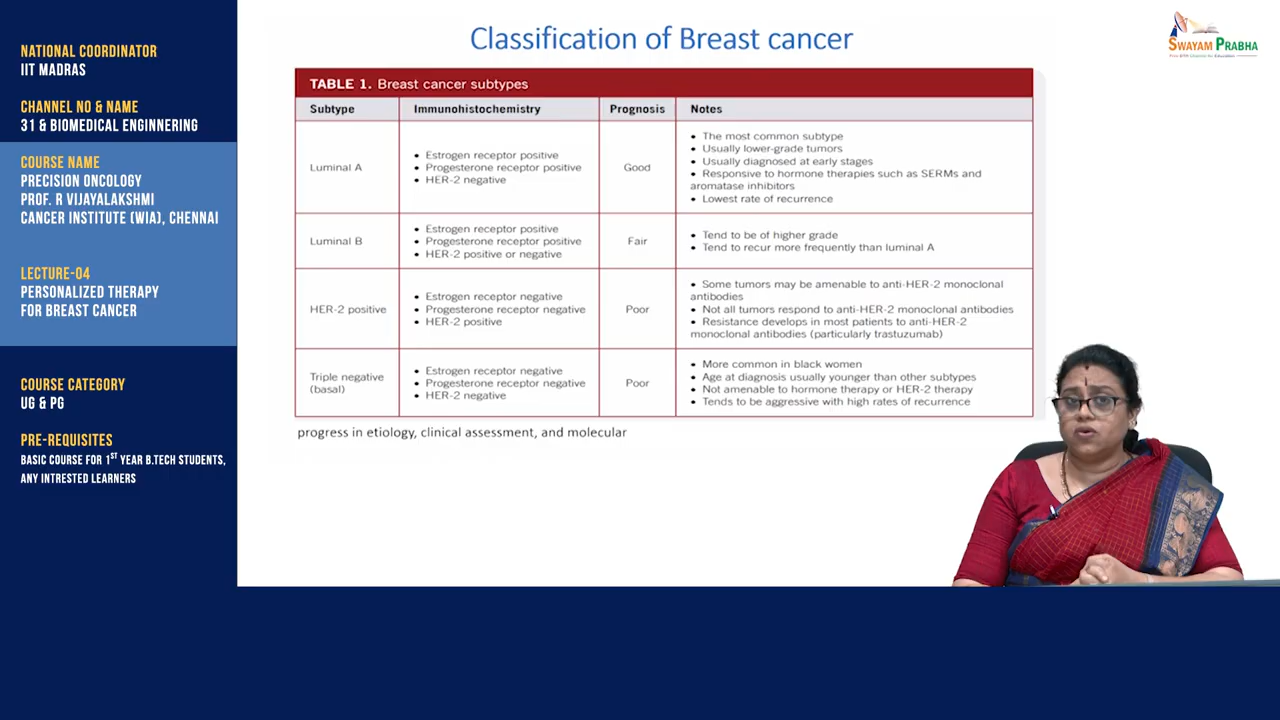 NATIONAL COORDINATOR
IIT MADRAS
CHANNEL NO & NAME
31 & BIOMEDICAL ENGINNERING
COURSE NAME
PRECISION ONCOLOGY
PROF. R VIJAYALAKSHMI
CANCER INSTITUTE (WIA), CHENNAI
LECTURE-04
PERSONALIZED THERAPY
FOR BREAST CANCER
COURSE CATEGORY
UG & PG
PRE-REQUISITES
BASIC COURSE FOR 1ST YEAR B.TECH STUDENTS,
ANY INTRESTED LEARNERS
Classification of Breast cancer
SWAYAM PRABHA
TABLE 1. Breast cancer subtypes
Subtype Immunohistochemistry Prognosis Notes
Luminal A
• Estrogen receptor positive
• Progesterone receptor positive
• HER-2 negative
Good
• The most common subtype
• Usually lower-grade tumors
• Usually diagnosed at early stages
• Responsive to hormone therapies such as SERMs and
aromatase inhibitors
• Lowest rate of recurrence
Luminal B
• Estrogen receptor positive
• Progesterone receptor positive
• HER-2 positive or negative
Fair
• Tend to be of higher grade
• Tend to recur more frequently than luminal A
HER-2 positive
• Estrogen receptor negative
• Progesterone receptor negative
• HER-2 positive
Poor
• Some tumors may be amenable to anti-HER-2 monoclonal
antibodies
• Not all tumors respond to anti-HER-2 monoclonal antibodies
• Resistance develops in most patients to anti-HER-2
monoclonal antibodies (particularly trastuzumab)
Triple negative
(basal)
• Estrogen receptor negative
• Progesterone receptor negative
• HER-2 negative
Poor
• More common in black women
• Age at diagnosis usually younger than other subtypes
• Not amenable to hormone therapy or HER-2 therapy
• Tends to be aggressive with high rates of recurrence
progress in etiology, clinical assessment, and molecular